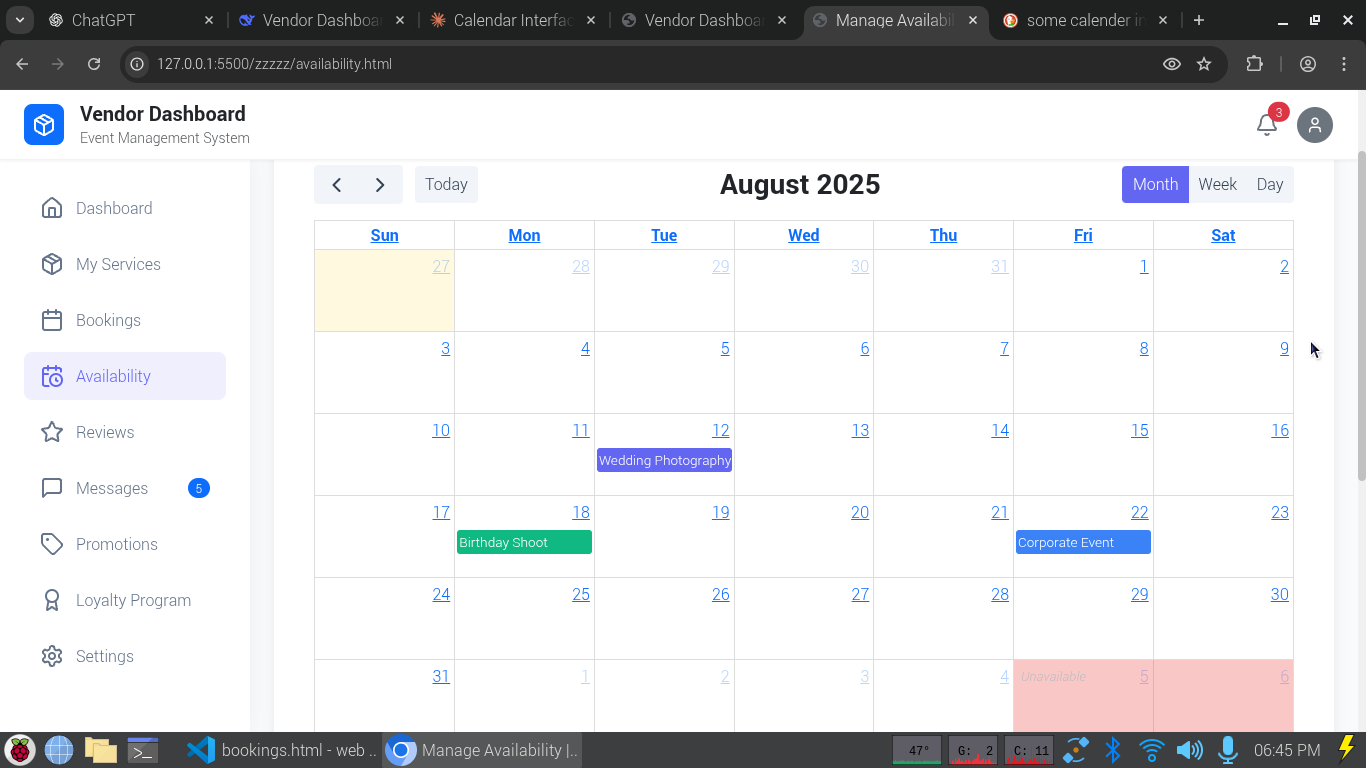 ChatGPT
Vendor Dashboa
Calendar Interfac
Vendor Dashboa
Manage Availabil
some calender in
127.0.0.1:5500/zzzzz/availability.html
Vendor Dashboard
Event Management System
3
Dashboard
My Services
Bookings
Availability
Reviews
Messages 5
Promotions
Loyalty Program
Settings
Today August 2025 Month Week Day
Sun Mon Tue Wed Thu Fri Sat
27 28 29 30 31 1 2
3 4 5 6 7 8 9
10 11 12 13 14 15 16
Wedding Photography
17 18 19 20 21 22 23
Birthday Shoot Corporate Event
24 25 26 27 28 29 30
31 1 2 3 4 Unavailable 5 6
bookings.html - web ..
Manage Availability |..
47° G: 2 C: 11 06:45 PM